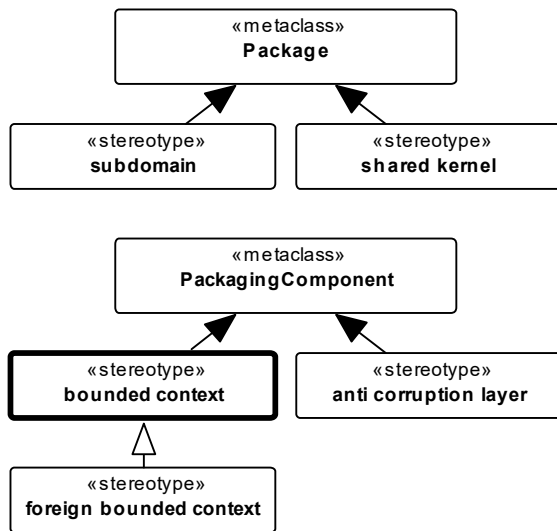 «metaclass»
Package
«stereotype»
subdomain
«stereotype»
shared kernel
«metaclass»
PackagingComponent
«stereotype»
bounded context
«stereotype»
anti corruption layer
«stereotype»
foreign bounded context